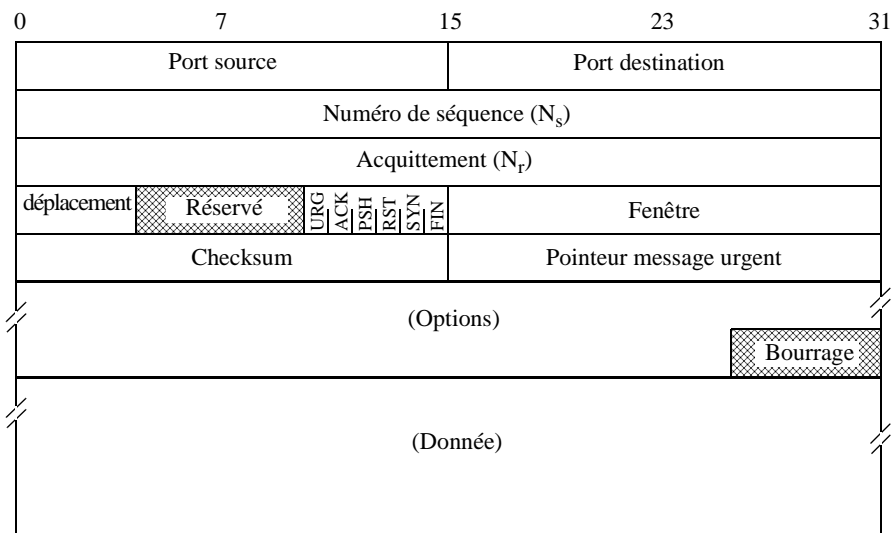 0 7 15 23 31
Port source Port destination
Numéro de séquence (Ns)
Acquittement (Nr)
déplacement Réservé URG ACK PSH RST SYN FIN Fenêtre
Checksum Pointeur message urgent
(Options)
Bourrage
(Donnée)